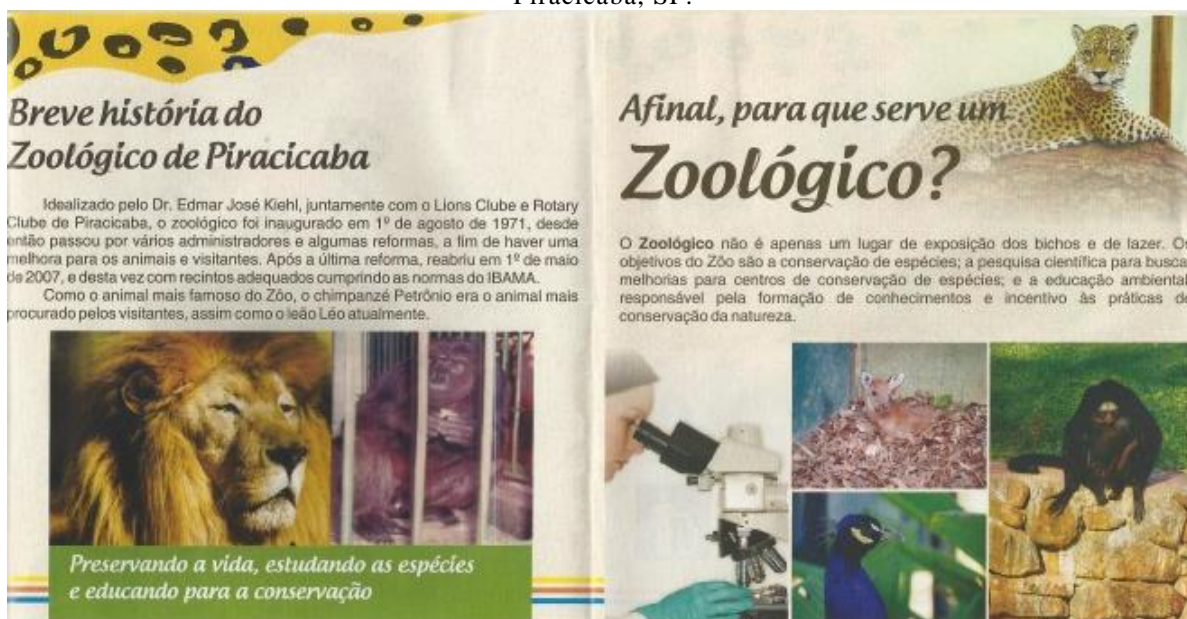 Piracicaba, SP.
Breve história do
Zoológico de Piracicaba
Idealizado pelo Dr. Edmar José Kiehl, juntamente com o Lions Clube e Rotary
Clube de Piracicaba, o zoológico foi inaugurado em 1º de agosto de 1971, desde
então passou por vários administradores e algumas reformas, a fim de haver uma
melhora para os animais e visitantes. Após a última reforma, reabriu em 1º de maio
de 2007, e desta vez com recintos adequados cumprindo as normas do IBAMA.
Como o animal mais famoso do Zôo, o chimpanzé Petrônio era o animal mais
procurado pelos visitantes, assim como o leão Léo atualmente.
Preservando a vida, estudando as espécies
e educando para a conservação
Afinal, para que serve um
Zoológico?
O Zoológico não é apenas um lugar de exposição dos bichos e de lazer. Os
objetivos do Zôo são a conservação de espécies; a pesquisa científica para busca
melhorias para centros de conservação de espécies; e a educação ambiental
responsável pela formação de conhecimentos e incentivo às práticas de
conservação da natureza.